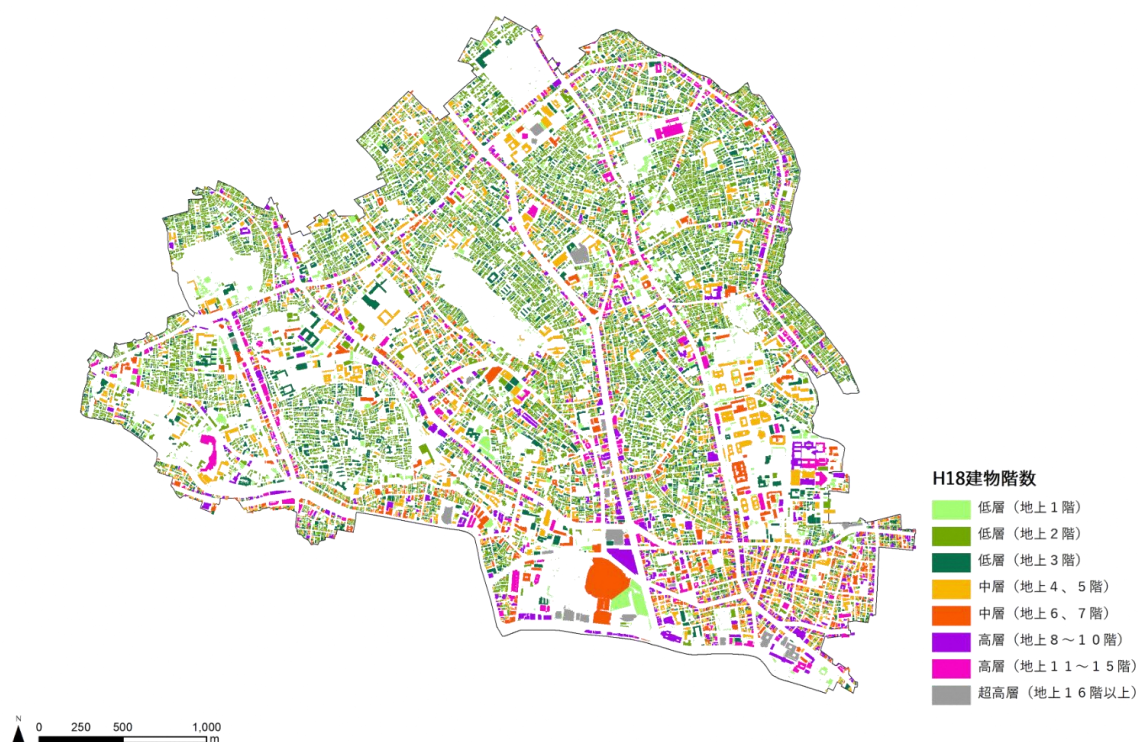 H18建物階数
低層（地上１階）
低層（地上２階）
低層（地上３階）
中層（地上４、５階）
中層（地上６、７階）
高層（地上８～１０階）
高層（地上１１～１５階）
超高層（地上１６階以上）
N
0 250 500 1,000
m